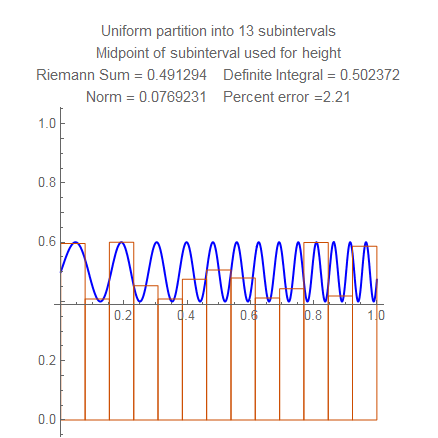 Uniform partition into 13 subintervals
Midpoint of subinterval used for height
Riemann Sum = 0.491294 Definite Integral = 0.502372
Norm = 0.0769231 Percent error =2.21
1.0
0.8
0.6
0.2 0.4 0.6 0.8 1.0
0.2
0.0